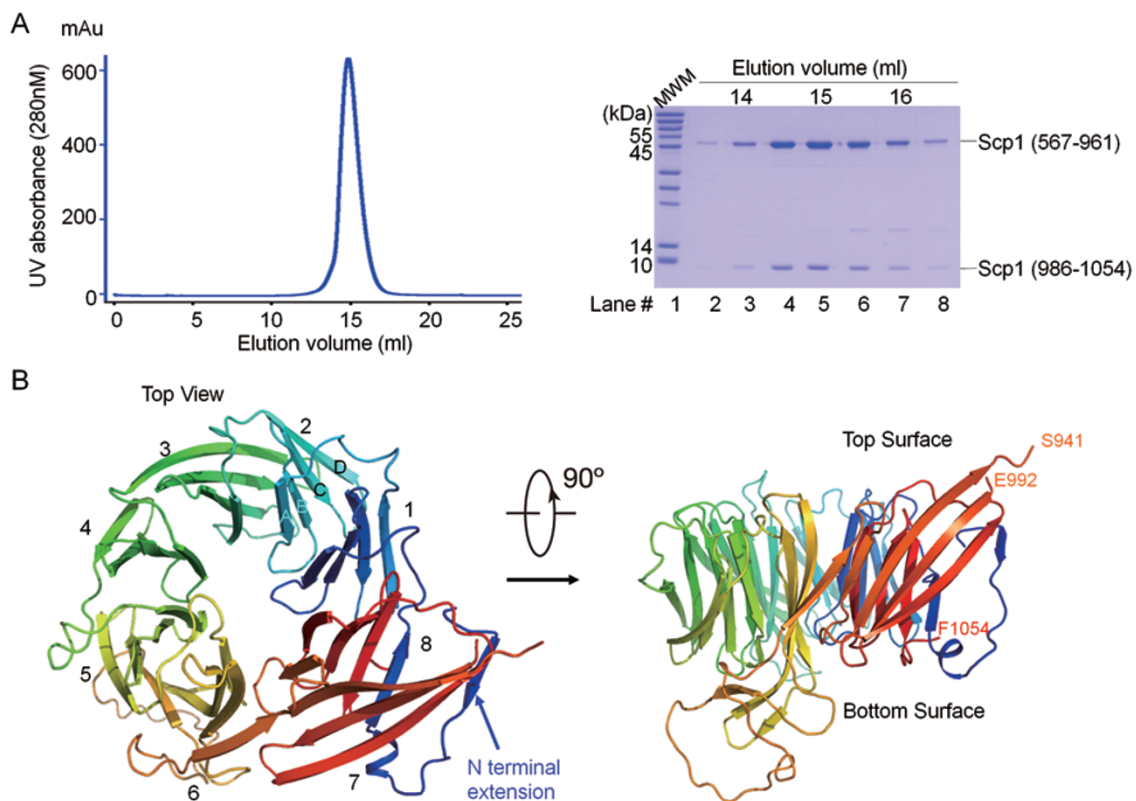 A
mAu
UV absorbance (280NM)
600
400
200
0
0 5 10 15 20 25
Elution volume (ml)
Elution volume (ml)
MWM
14 15 16
(kDa)
55
45
14
10
Scp1 (567-961)
Scp1 (986-1054)
Lane # 1 2 3 4 5 6 7 8
B
Top View
2
3
D
C
B
A
1
4
5
8
6
7
N terminal
extension
90º
Top Surface
S941
E992
F1054
Bottom Surface